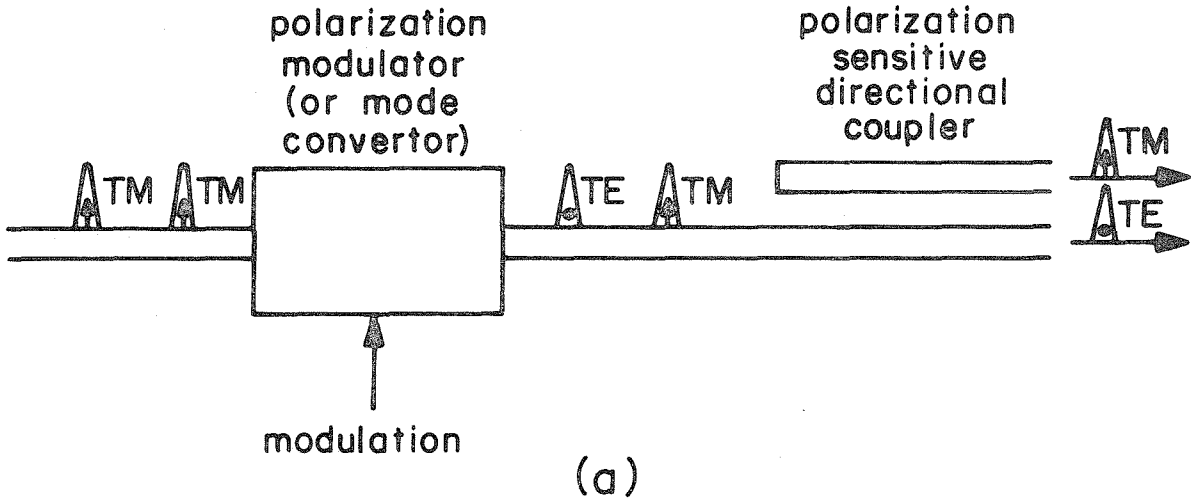 polarization
modulator
(or mode
convertor)
polarization
sensitive
directional
coupler
TM
TM
TE
TM
TM
TE
modulation
(a)